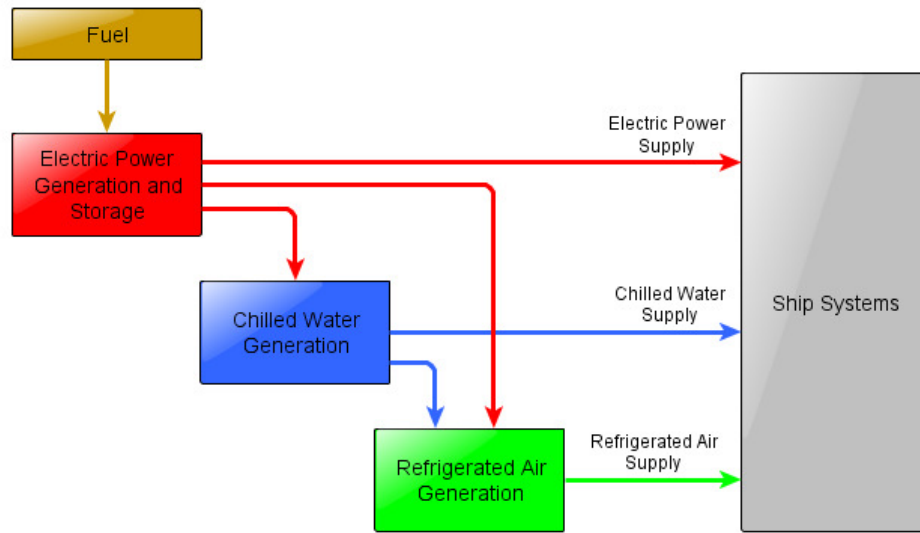 Fuel
Electric Power
Generation and
Storage
Electric Power
Supply
Chilled Water
Generation
Chilled Water
Supply
Ship Systems
Refrigerated Air
Generation
Refrigerated Air
Supply